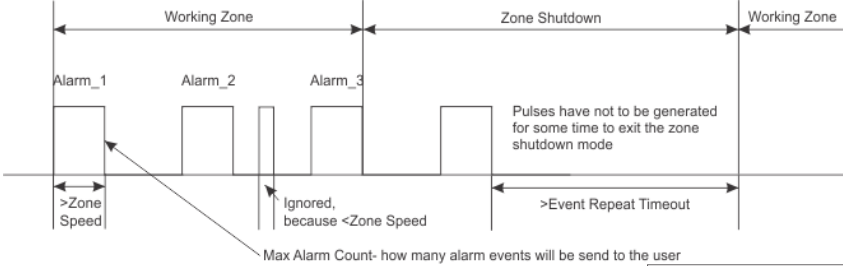 Working Zone
Zone Shutdown
Working Zone
Alarm_1
Alarm_2
Alarm_3
Pulses have not to be generated
for some time to exit the zone
shutdown mode
>Zone
Speed
Ignored,
because <Zone Speed
>Event Repeat Timeout
Max Alarm Count- how many alarm events will be send to the user